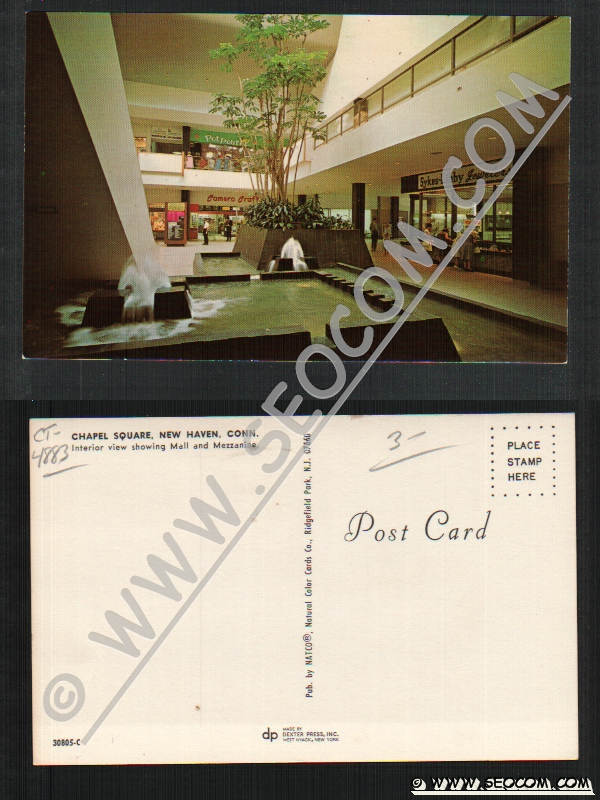 Camera Craft
© WWW.SEOCOM.COM
CT-
4883
CHAPEL SQUARE, NEW HAVEN, CONN.
Interior view showing Mall and Mezzanine
3-
PLACE
STAMP
HERE
Post Card
Pub. by NATCO®, Natural Color Cards Co., Ridgefield Park, N.J. 07660
30805-C
dp
MADE BY
DEXTER PRESS, INC.
WEST NYACK, NEW YORK
© WWW.SEOCOM.COM